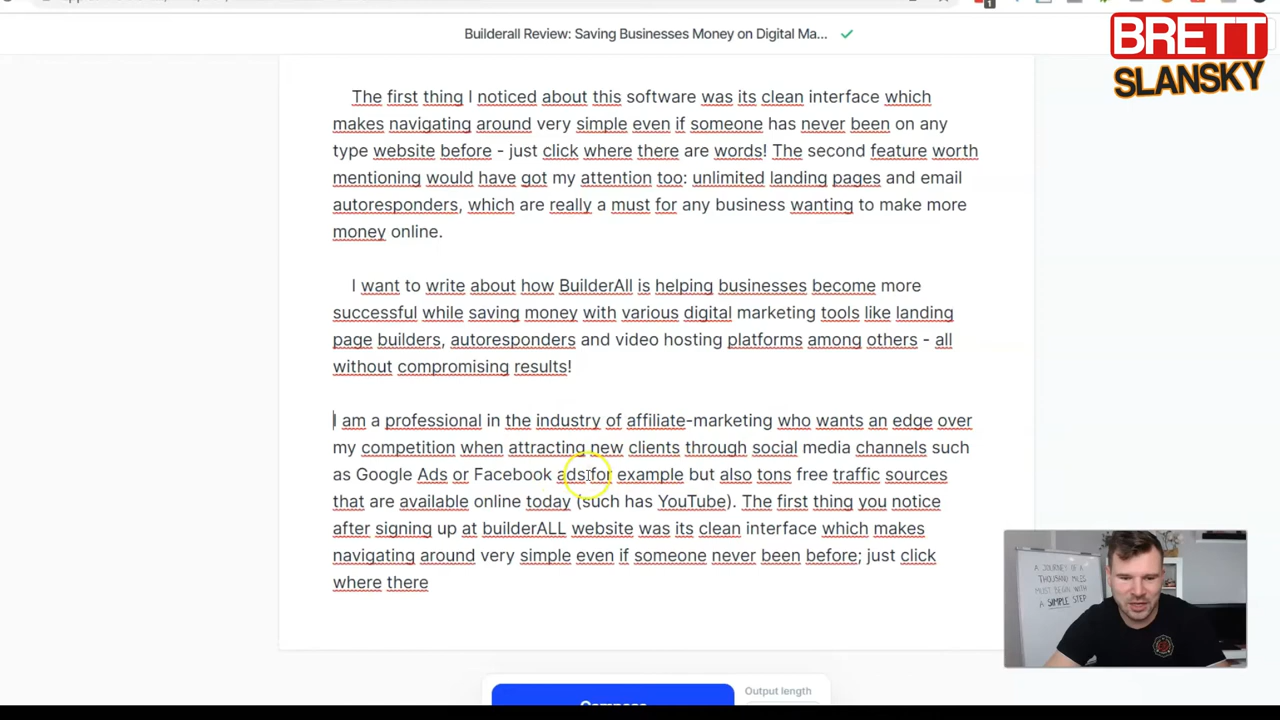 Builderall Review: Saving Businesses Money on Digital Ma...
BRETT
SLANSKY
The first thing I noticed about this software was its clean interface which
makes navigating around very simple even if someone has never been on any
type website before - just click where there are words! The second feature worth
mentioning would have got my attention too: unlimited landing pages and email
autoresponders, which are really a must for any business wanting to make more
money online.
I want to write about how BuilderAll is helping businesses become more
successful while saving money with various digital marketing tools like landing
page builders, autoresponders and video hosting platforms among others - all
without compromising results!
I am a professional in the industry of affiliate-marketing who wants an edge over
my competition when attracting new clients through social media channels such
as Google Ads or Facebook ads for example but also tons free traffic sources
that are available online today (such has YouTube). The first thing you notice
after signing up at builderALL website was its clean interface which makes
navigating around very simple even if someone never been before; just click
where there
A JOURNEY OF A
THOUSAND MILES
MUST BEGIN WITH
A SIMPLE STEP
Output length